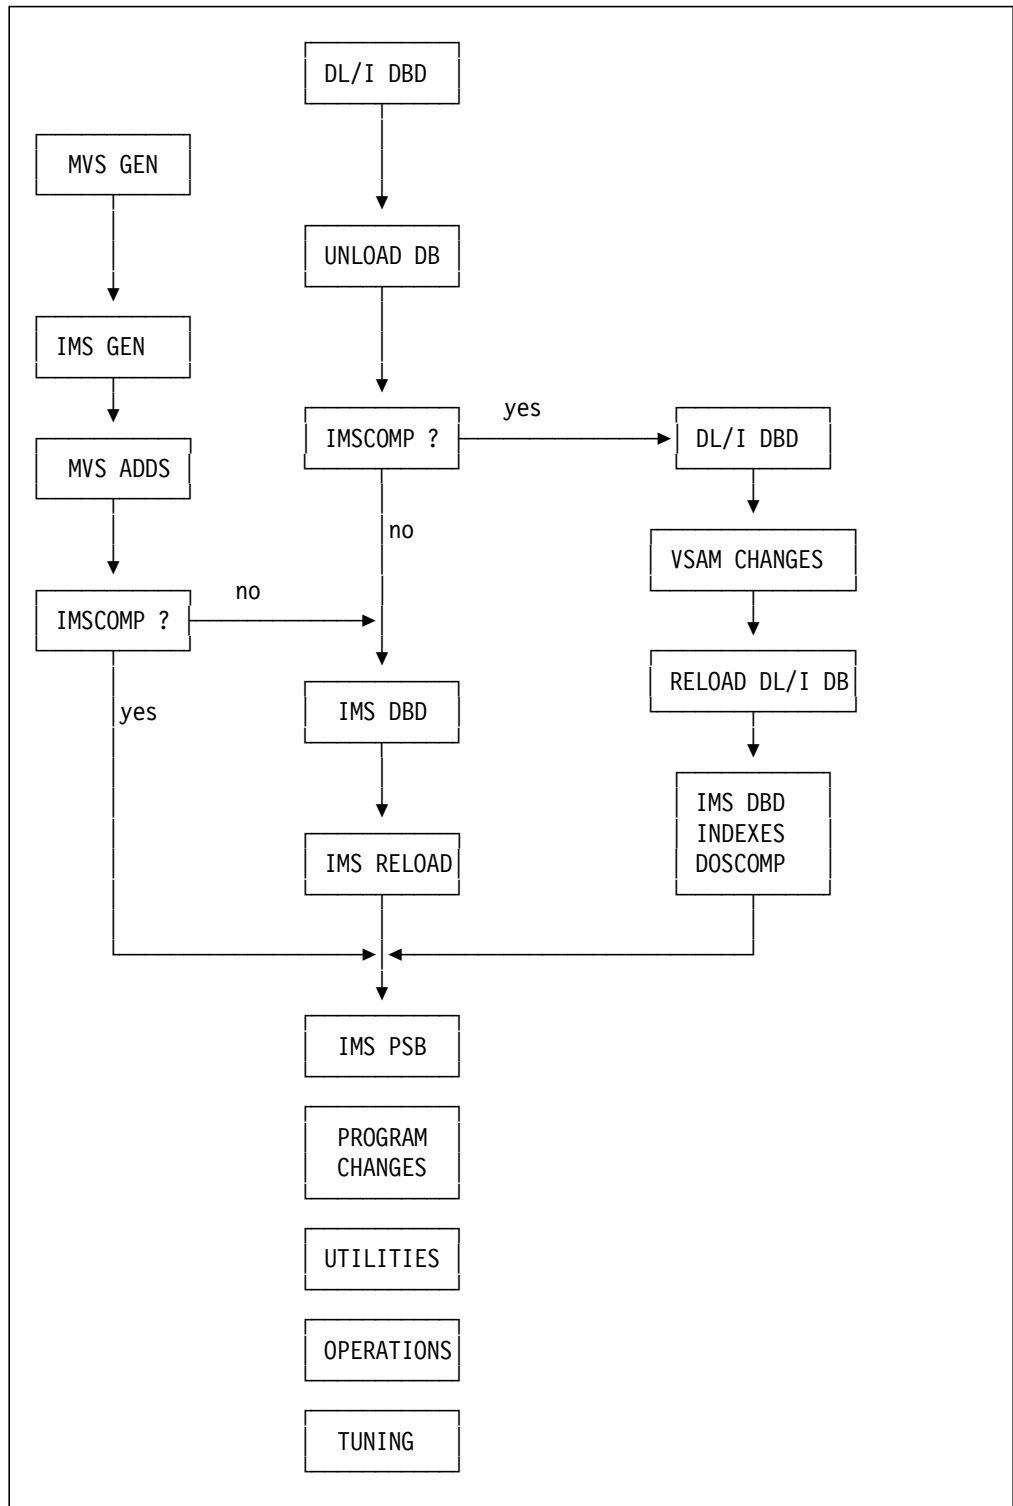 DL/I DBD
MVS GEN
UNLOAD DB
IMS GEN
yes
IMSCOMP ?
DL/I DBD
MVS ADDS
no
VSAM CHANGES
no
IMSCOMP ?
RELOAD DL/I DB
yes
IMS DBD
IMS DBD
INDEXES
DOSCOMP
IMS RELOAD
IMS PSB
PROGRAM
CHANGES
UTILITIES
OPERATIONS
TUNING